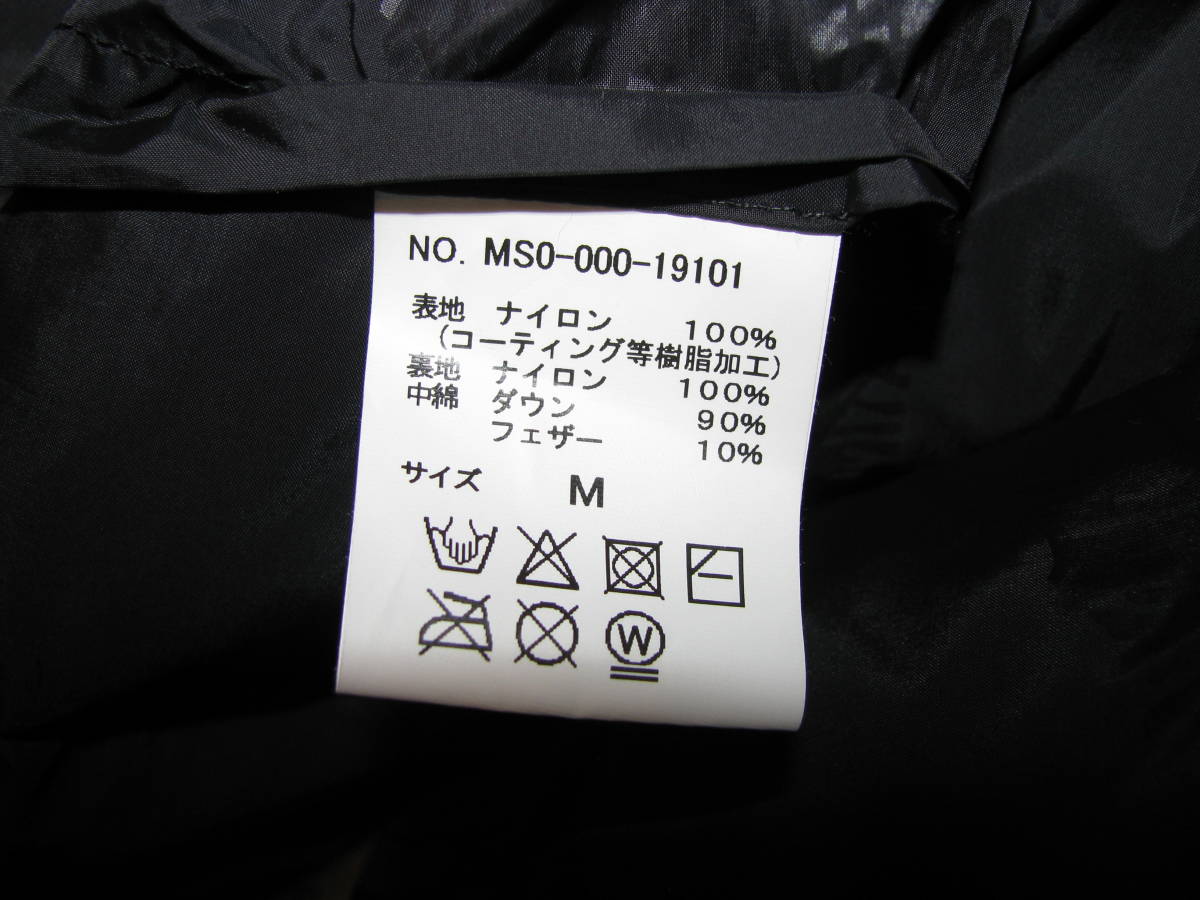 NO. MS0-000-19101
表地 ナイロン 100%
(コーティング等樹脂加工)
裏地 ナイロン 100%
中綿 ダウン 90%
フェザー 10%
サイズ M
W